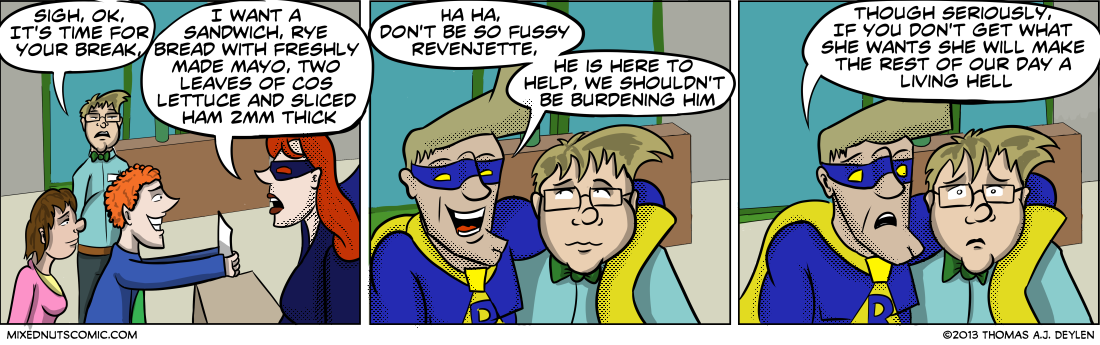 SIGH, OK,
IT'S TIME FOR
YOUR BREAK,
I WANT A
SANDWICH, RYE
BREAD WITH FRESHLY
MADE MAYO, TWO
LEAVES OF COS
LETTUCE AND SLICED
HAM 2MM THICK
HA HA,
DON'T BE SO FUSSY
REVENJETTE,
HE IS HERE TO
HELP, WE SHOULDN'T
BE BURDENING HIM
THOUGH SERIOUSLY,
IF YOU DON'T GET WHAT
SHE WANTS SHE WILL MAKE
THE REST OF OUR DAY A
LIVING HELL
MIXEDNUTSCOMIC.COM
©2013 THOMAS A.J. DEYLEN